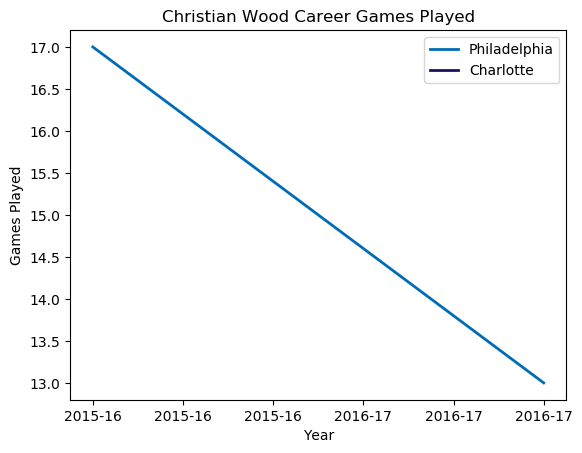 Christian Wood Career Games Played
Philadelphia
Charlotte
17.0
16.5
16.0
15.5
15.0
14.5
14.0
13.5
13.0
Games Played
2015-16 2015-16 2015-16 2016-17 2016-17 2016-17
Year